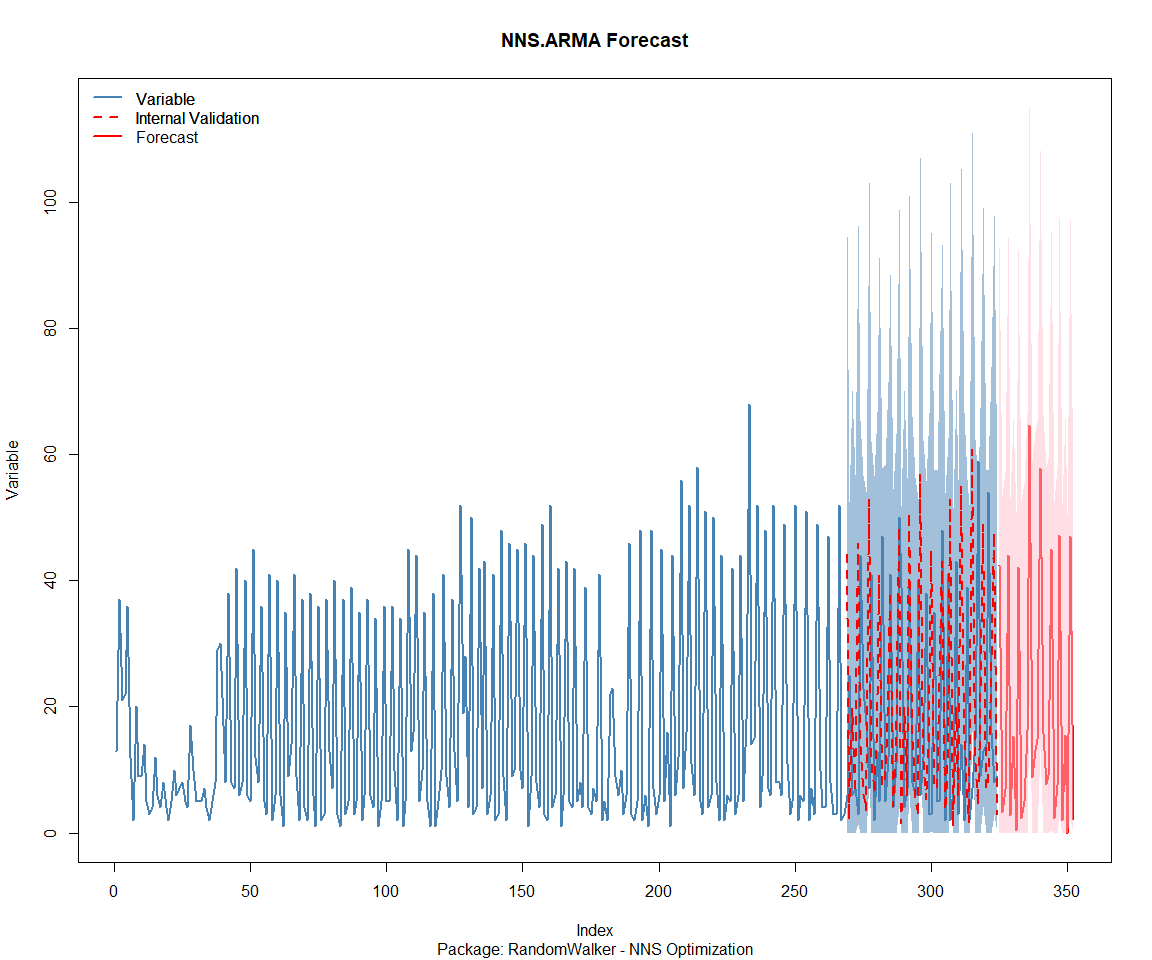 NNS.ARMA Forecast
Variable
Internal Validation
Forecast
100
80
60
40
20
0
Variable
0 50 100 150 200 250 300 350
Index
Package: RandomWalker - NNS Optimization